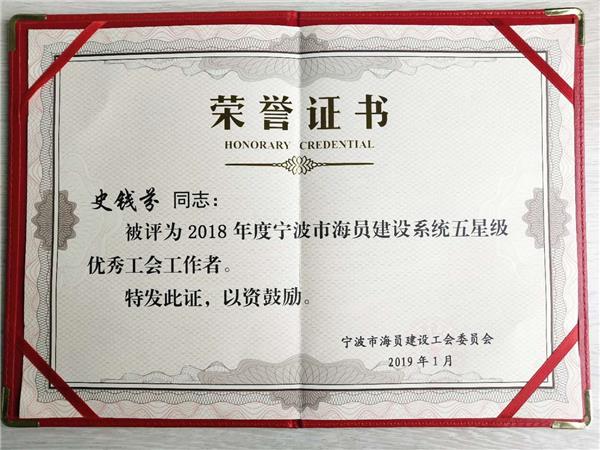 荣誉证书
HONORARY CREDENTIAL
史钱芬 同志：
被评为2018年度宁波市海员建设系统五星级
优秀工会工作者。
特发此证，以资鼓励。
宁波市海员建设工会委员会
2019年1月